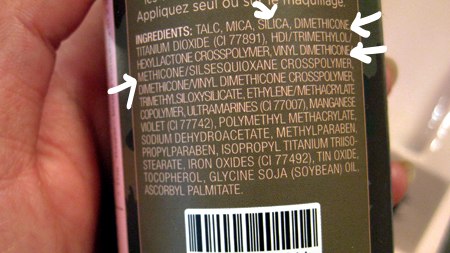 Appliquez seul ou sur le maquillage.
INGREDIENTS: TALC, MICA, SILICA, DIMETHICONE,
TITANIUM DIOXIDE (CI 77891), HDI/TRIMETHYLOL
HEXYLLACTONE CROSSPOLYMER, VINYL DIMETHICONE/
METHICONE/SILSESQUIOXANE CROSSPOLYMER,
DIMETHICONE/VINYL DIMETHICONE CROSSPOLYMER,
TRIMETHYLSILOXYSILICATE, ETHYLENE/METHACRYLATE
COPOLYMER, ULTRAMARINES (CI 77007), MANGANESE
VIOLET (CI 77742), POLYMETHYL METHACRYLATE,
SODIUM DEHYDROACETATE, METHYLPARABEN,
PROPYLPARABEN, ISOPROPYL TITANIUM TRIISO-
STEARATE, IRON OXIDES (CI 77492), TIN OXIDE,
TOCOPHEROL, GLYCINE SOJA (SOYBEAN) OIL,
ASCORBYL PALMITATE.